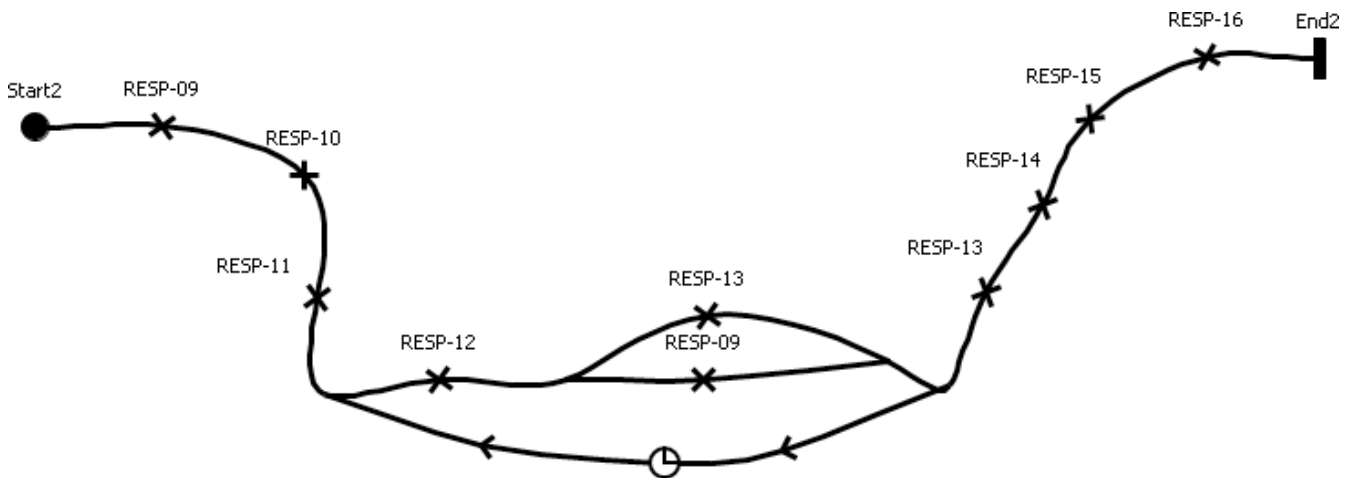 RESP-16
End2
RESP-15
Start2
RESP-09
RESP-10
RESP-14
RESP-13
RESP-11
RESP-13
RESP-12
RESP-09